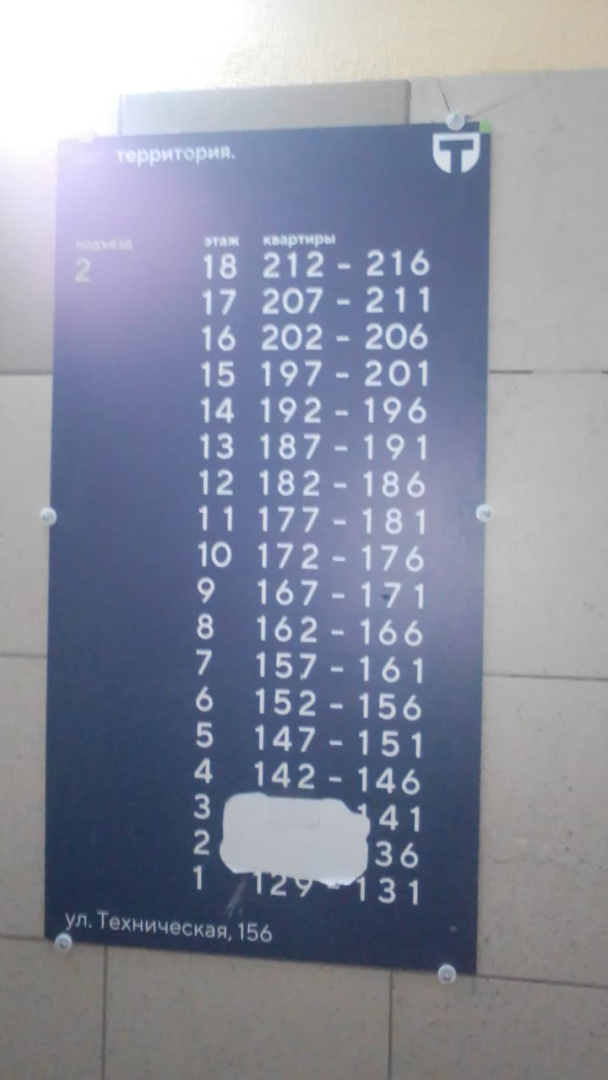 территория.
подъезд этаж квартиры
2 18 212 - 216
17 207 - 211
16 202 - 206
15 197 - 201
14 192 - 196
13 187 - 191
12 182 - 186
11 177 - 181
10 172 - 176
9 167 - 171
8 162 - 166
7 157 - 161
6 152 - 156
5 147 - 151
4 142 - 146
3 141
2 36
1 129 - 131
ул. Техническая, 156